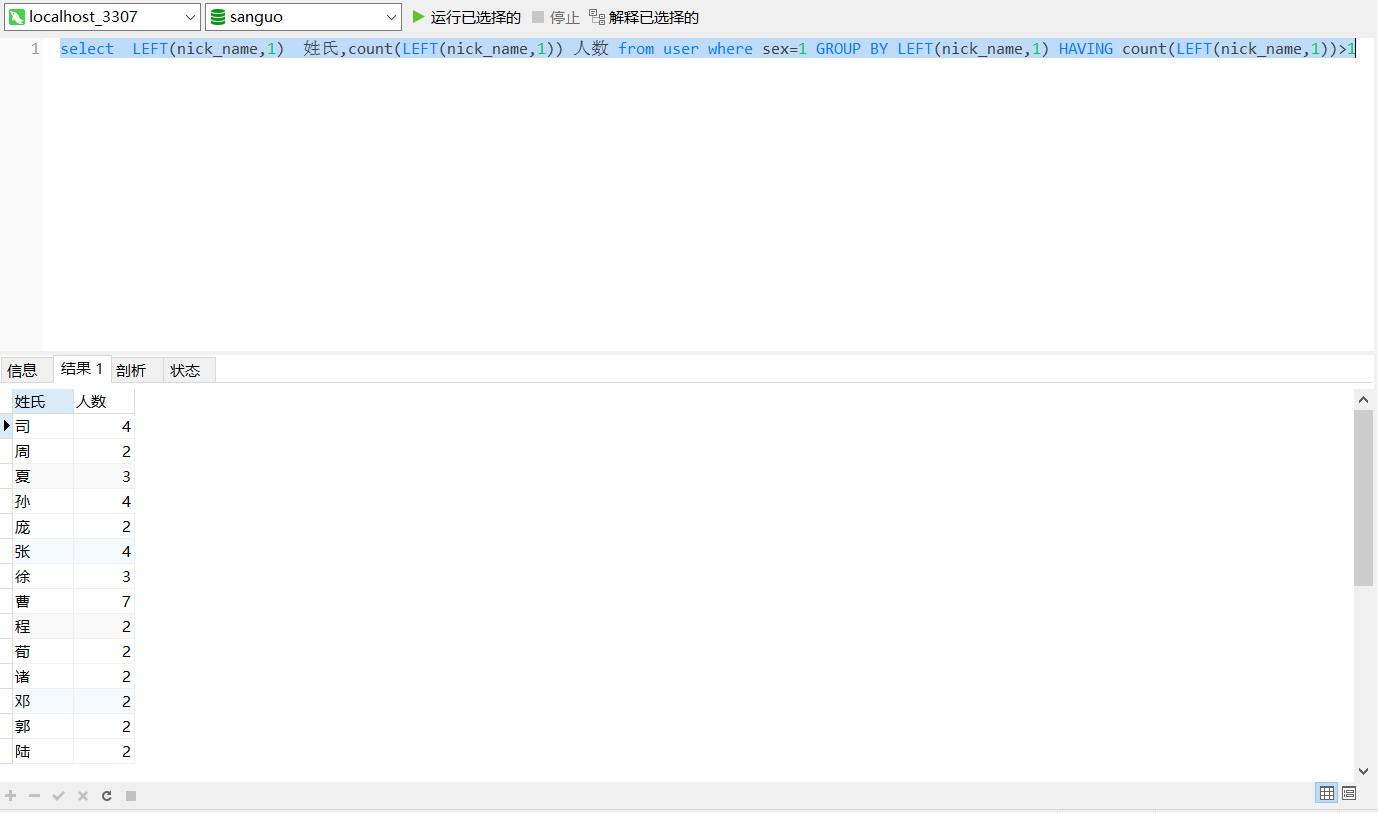 localhost_3307 sanguo 运行已选择的 停止 解释已选择的
1 select  LEFT(nick_name,1)  姓氏,count(LEFT(nick_name,1)) 人数 from user where sex=1 GROUP BY LEFT(nick_name,1) HAVING count(LEFT(nick_name,1))>1
信息 结果 1 剖析 状态
姓氏 人数
司 4
周 2
夏 3
孙 4
庞 2
张 4
徐 3
曹 7
程 2
荀 2
诸 2
邓 2
郭 2
陆 2